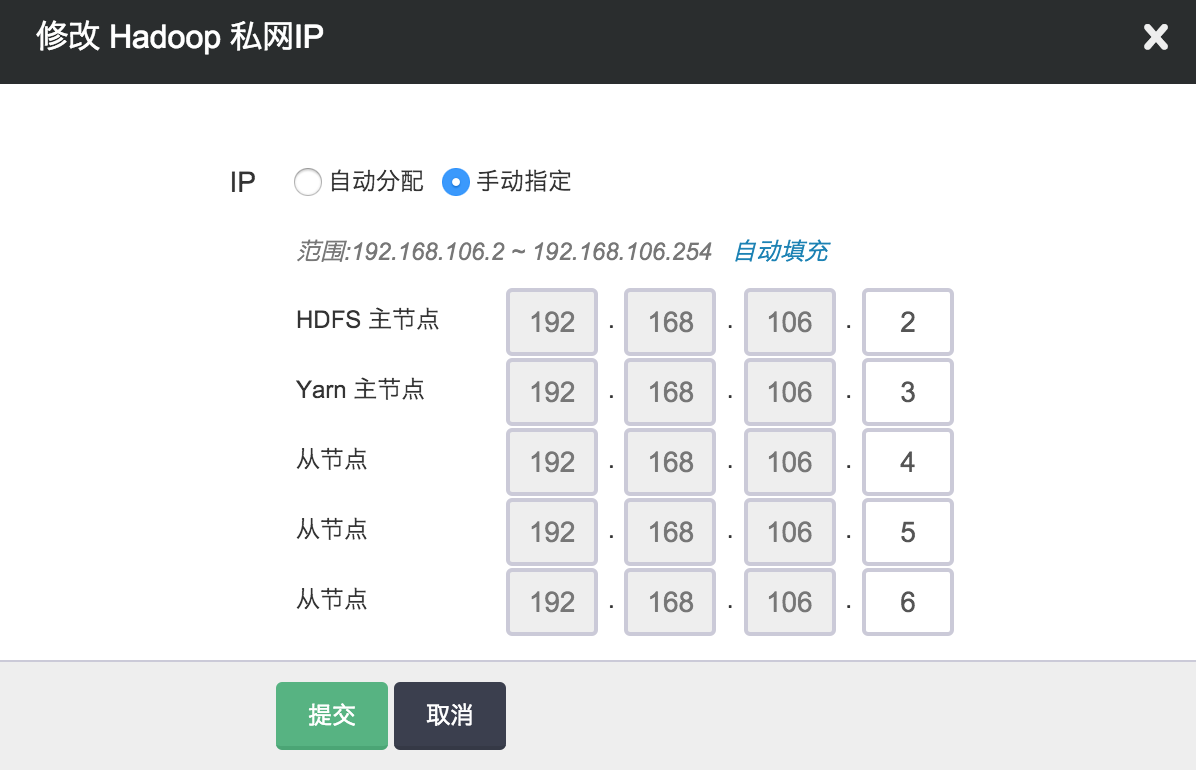 修改 Hadoop 私网IP
IP 自动分配 手动指定
范围:192.168.106.2 ~ 192.168.106.254 自动填充
HDFS 主节点 192 . 168 . 106 . 2
Yarn 主节点 192 . 168 . 106 . 3
从节点 192 . 168 . 106 . 4
从节点 192 . 168 . 106 . 5
从节点 192 . 168 . 106 . 6
提交 取消